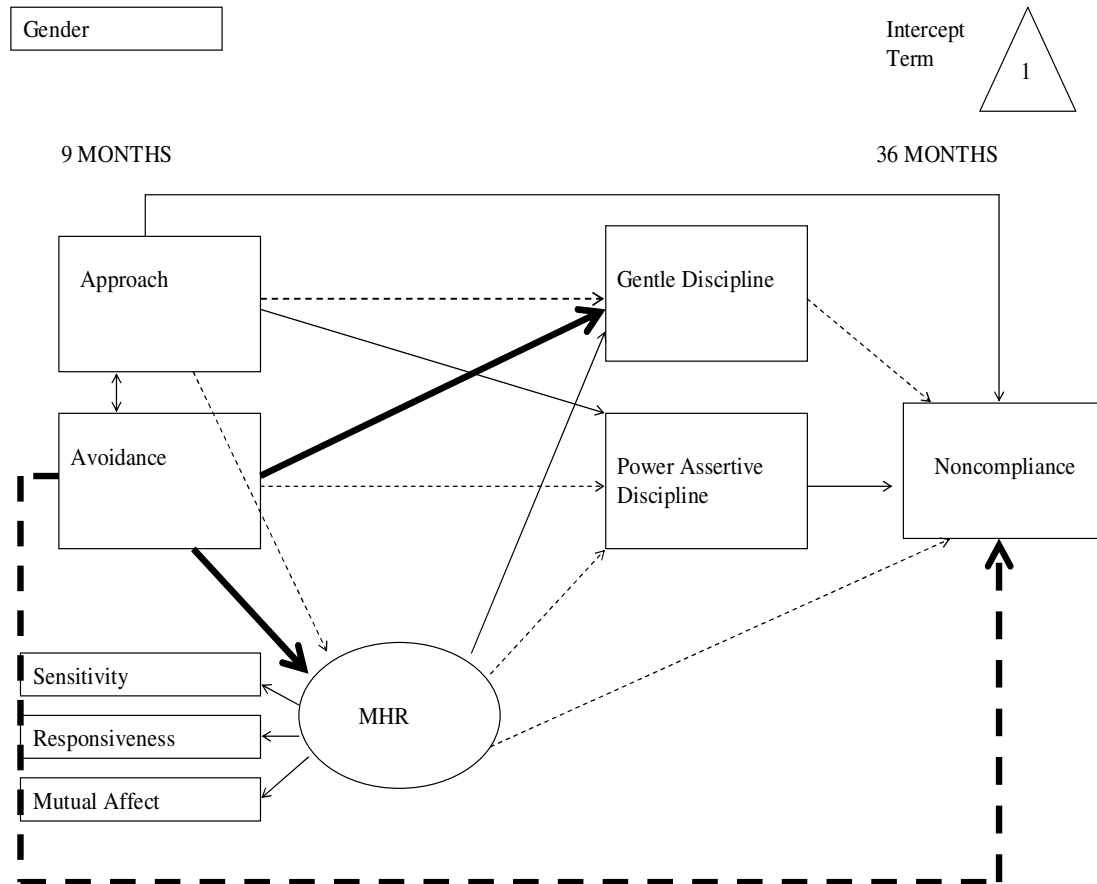 Gender
Intercept
Term
1
9 MONTHS
36 MONTHS
Approach
Gentle Discipline
Avoidance
Power Assertive
Discipline
Noncompliance
Sensitivity
MHR
Responsiveness
Mutual Affect